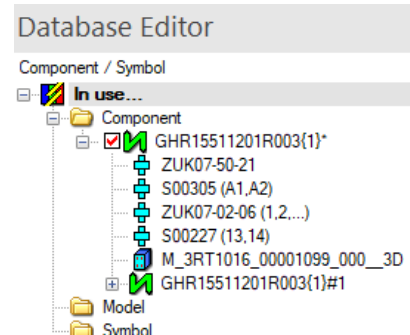 Database Editor
Component / Symbol
In use...
Component
GHR15511201R003{1}*
ZUK07-50-21
S00305 (A1,A2)
ZUK07-02-06 (1,2,...)
S00227 (13,14)
M_3RT1016_00001099_000__3D
GHR15511201R003{1}#1
Model
Symbol